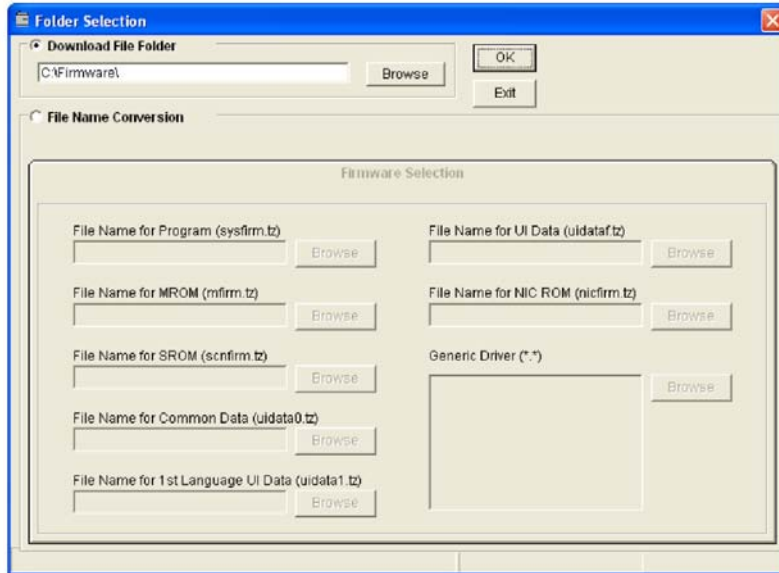 Folder Selection
Download File Folder
C:\Firmware\
Browse
OK
Exit
File Name Conversion
Firmware Selection
File Name for Program (sysfirm.tz)
Browse
File Name for UI Data (uidataf.tz)
Browse
File Name for MROM (mfirm.tz)
Browse
File Name for NIC ROM (nicfirm.tz)
Browse
File Name for SROM (scnfirm.tz)
Browse
Generic Driver (*.*)
Browse
File Name for Common Data (uidata0.tz)
Browse
File Name for 1st Language UI Data (uidata1.tz)
Browse